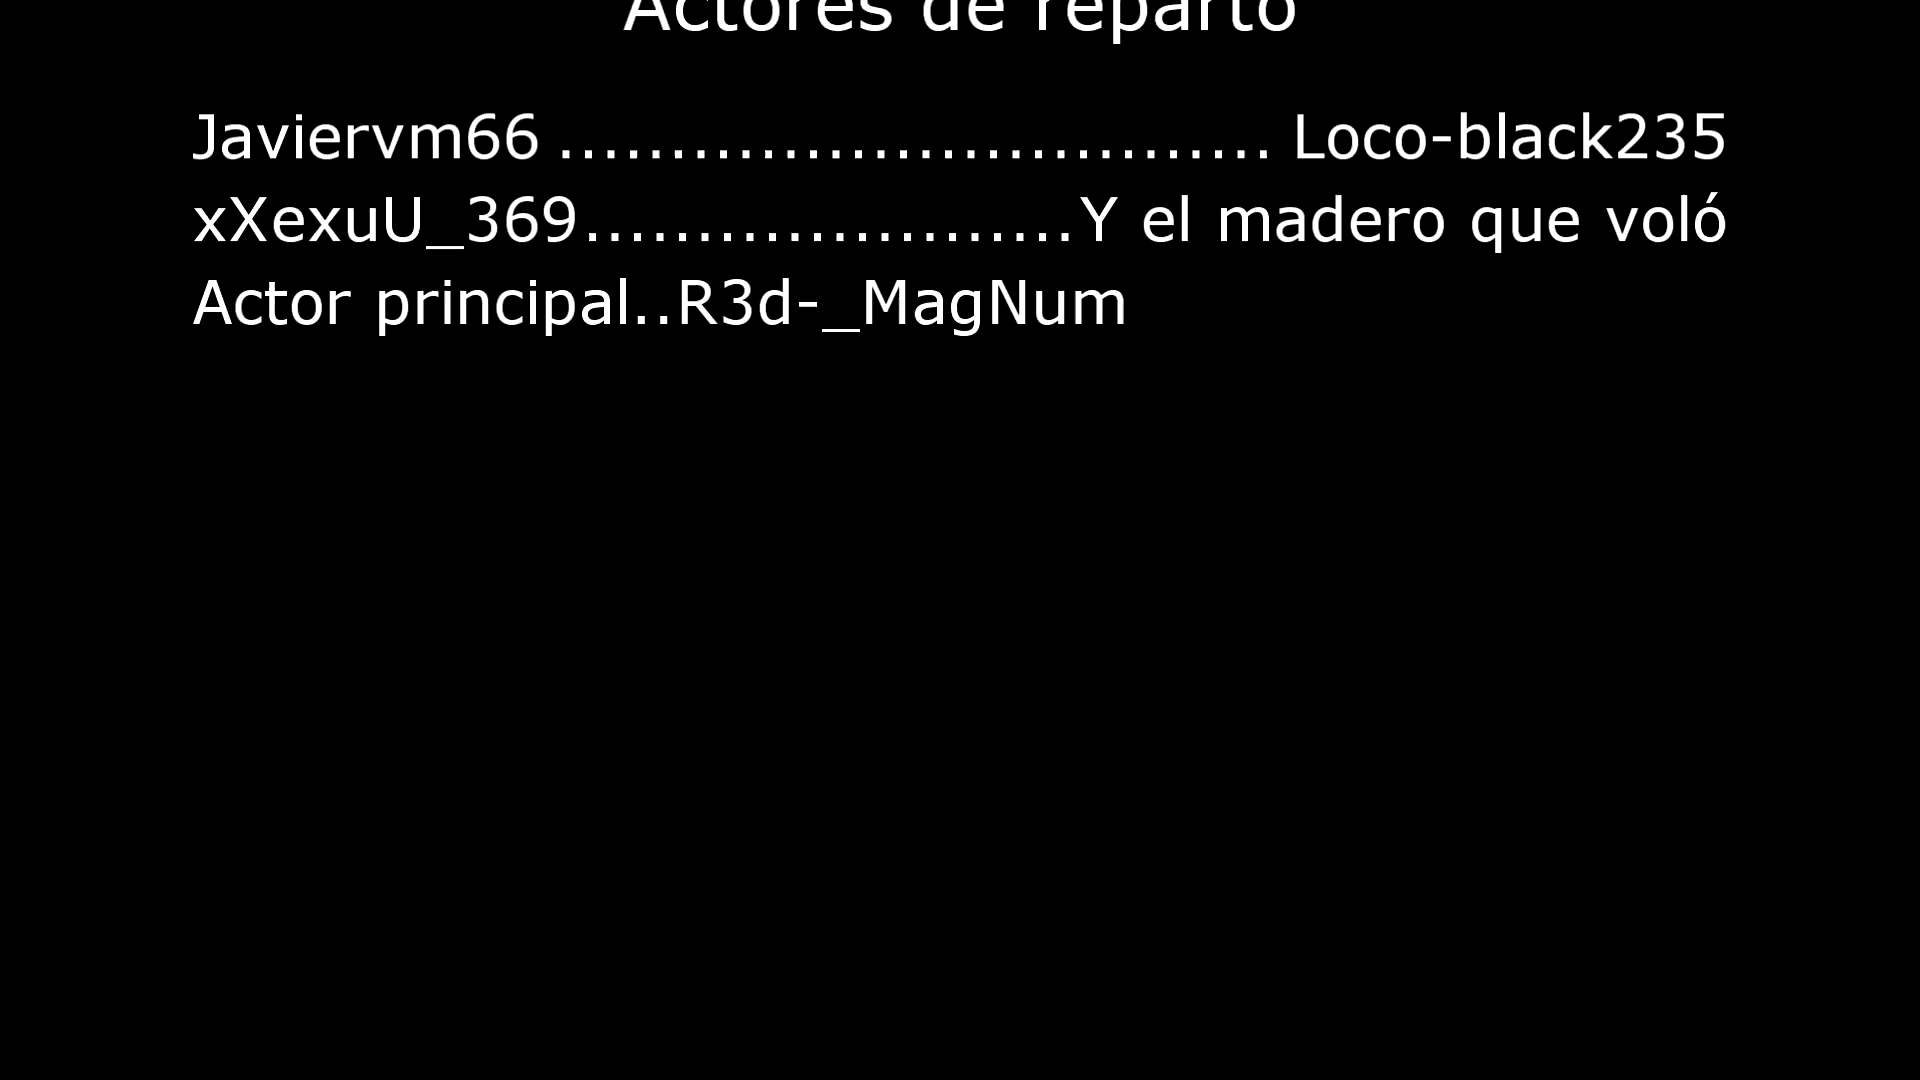 Actores de reparto
Javiervm66 ................................ Loco-black235
xXexuU_369......................Y el madero que voló
Actor principal..R3d-_MagNum